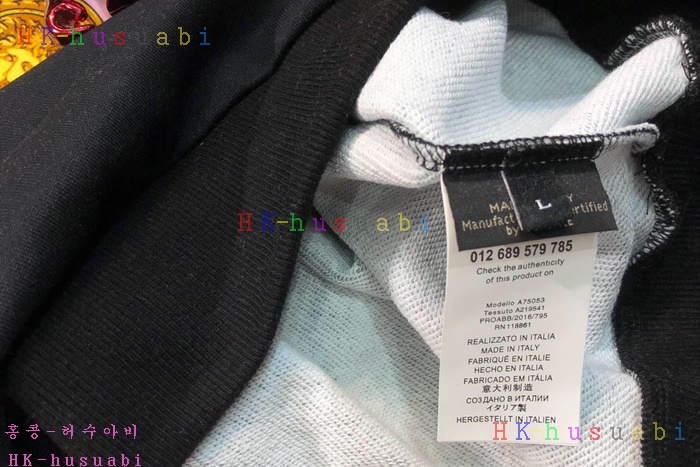 HK-husuabi
HK-husuabi
L
Manufact
by
012 689 579 785
Check the authenticity
of this product on
Modello A75053
Tessuto A219541
PROABB/2016/795
RN118861
REALIZZATO IN ITALIA
MADE IN ITALY
FABRIQUÉ EN ITALIE
HECHO EN ITALIA
FABRICADO EM ITÁLIA
意大利制造
СОЗДАНО В ИТАЛИИ
イタリア製
HERGESTELLT IN ITALIEN
HK-husuabi
홍콩-허수아비
HK-husuabi